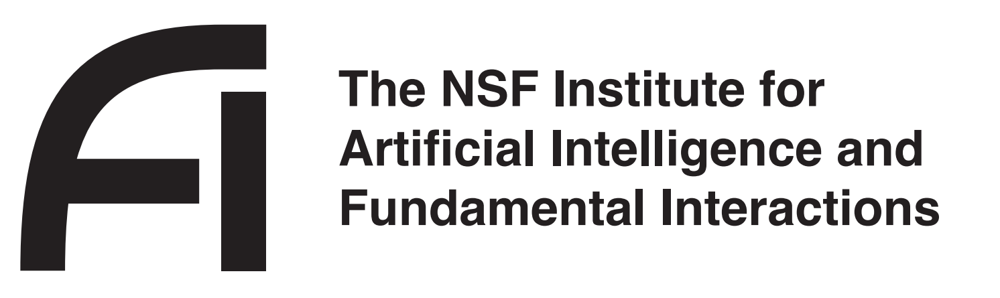 The NSF Institute for
Artificial Intelligence and
Fundamental Interactions